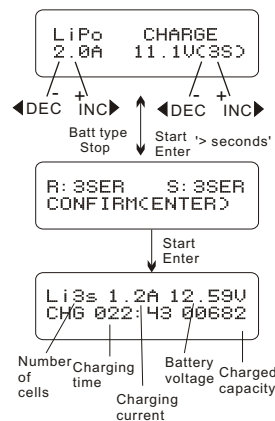 LiPo CHARGE
2.0A 11.1V(3S)
- + - +
◀DEC INC▶ ◀DEC INC▶
Batt type
Stop
Start
Enter
'> seconds'
R:3SER S:3SER
CONFIRM(ENTER)
Start
Enter
Li3s 1.2A 12.59V
CHG 022:43 00682
Number
of
cells
Charging
time
Charging
current
Battery
voltage
Charged
capacity